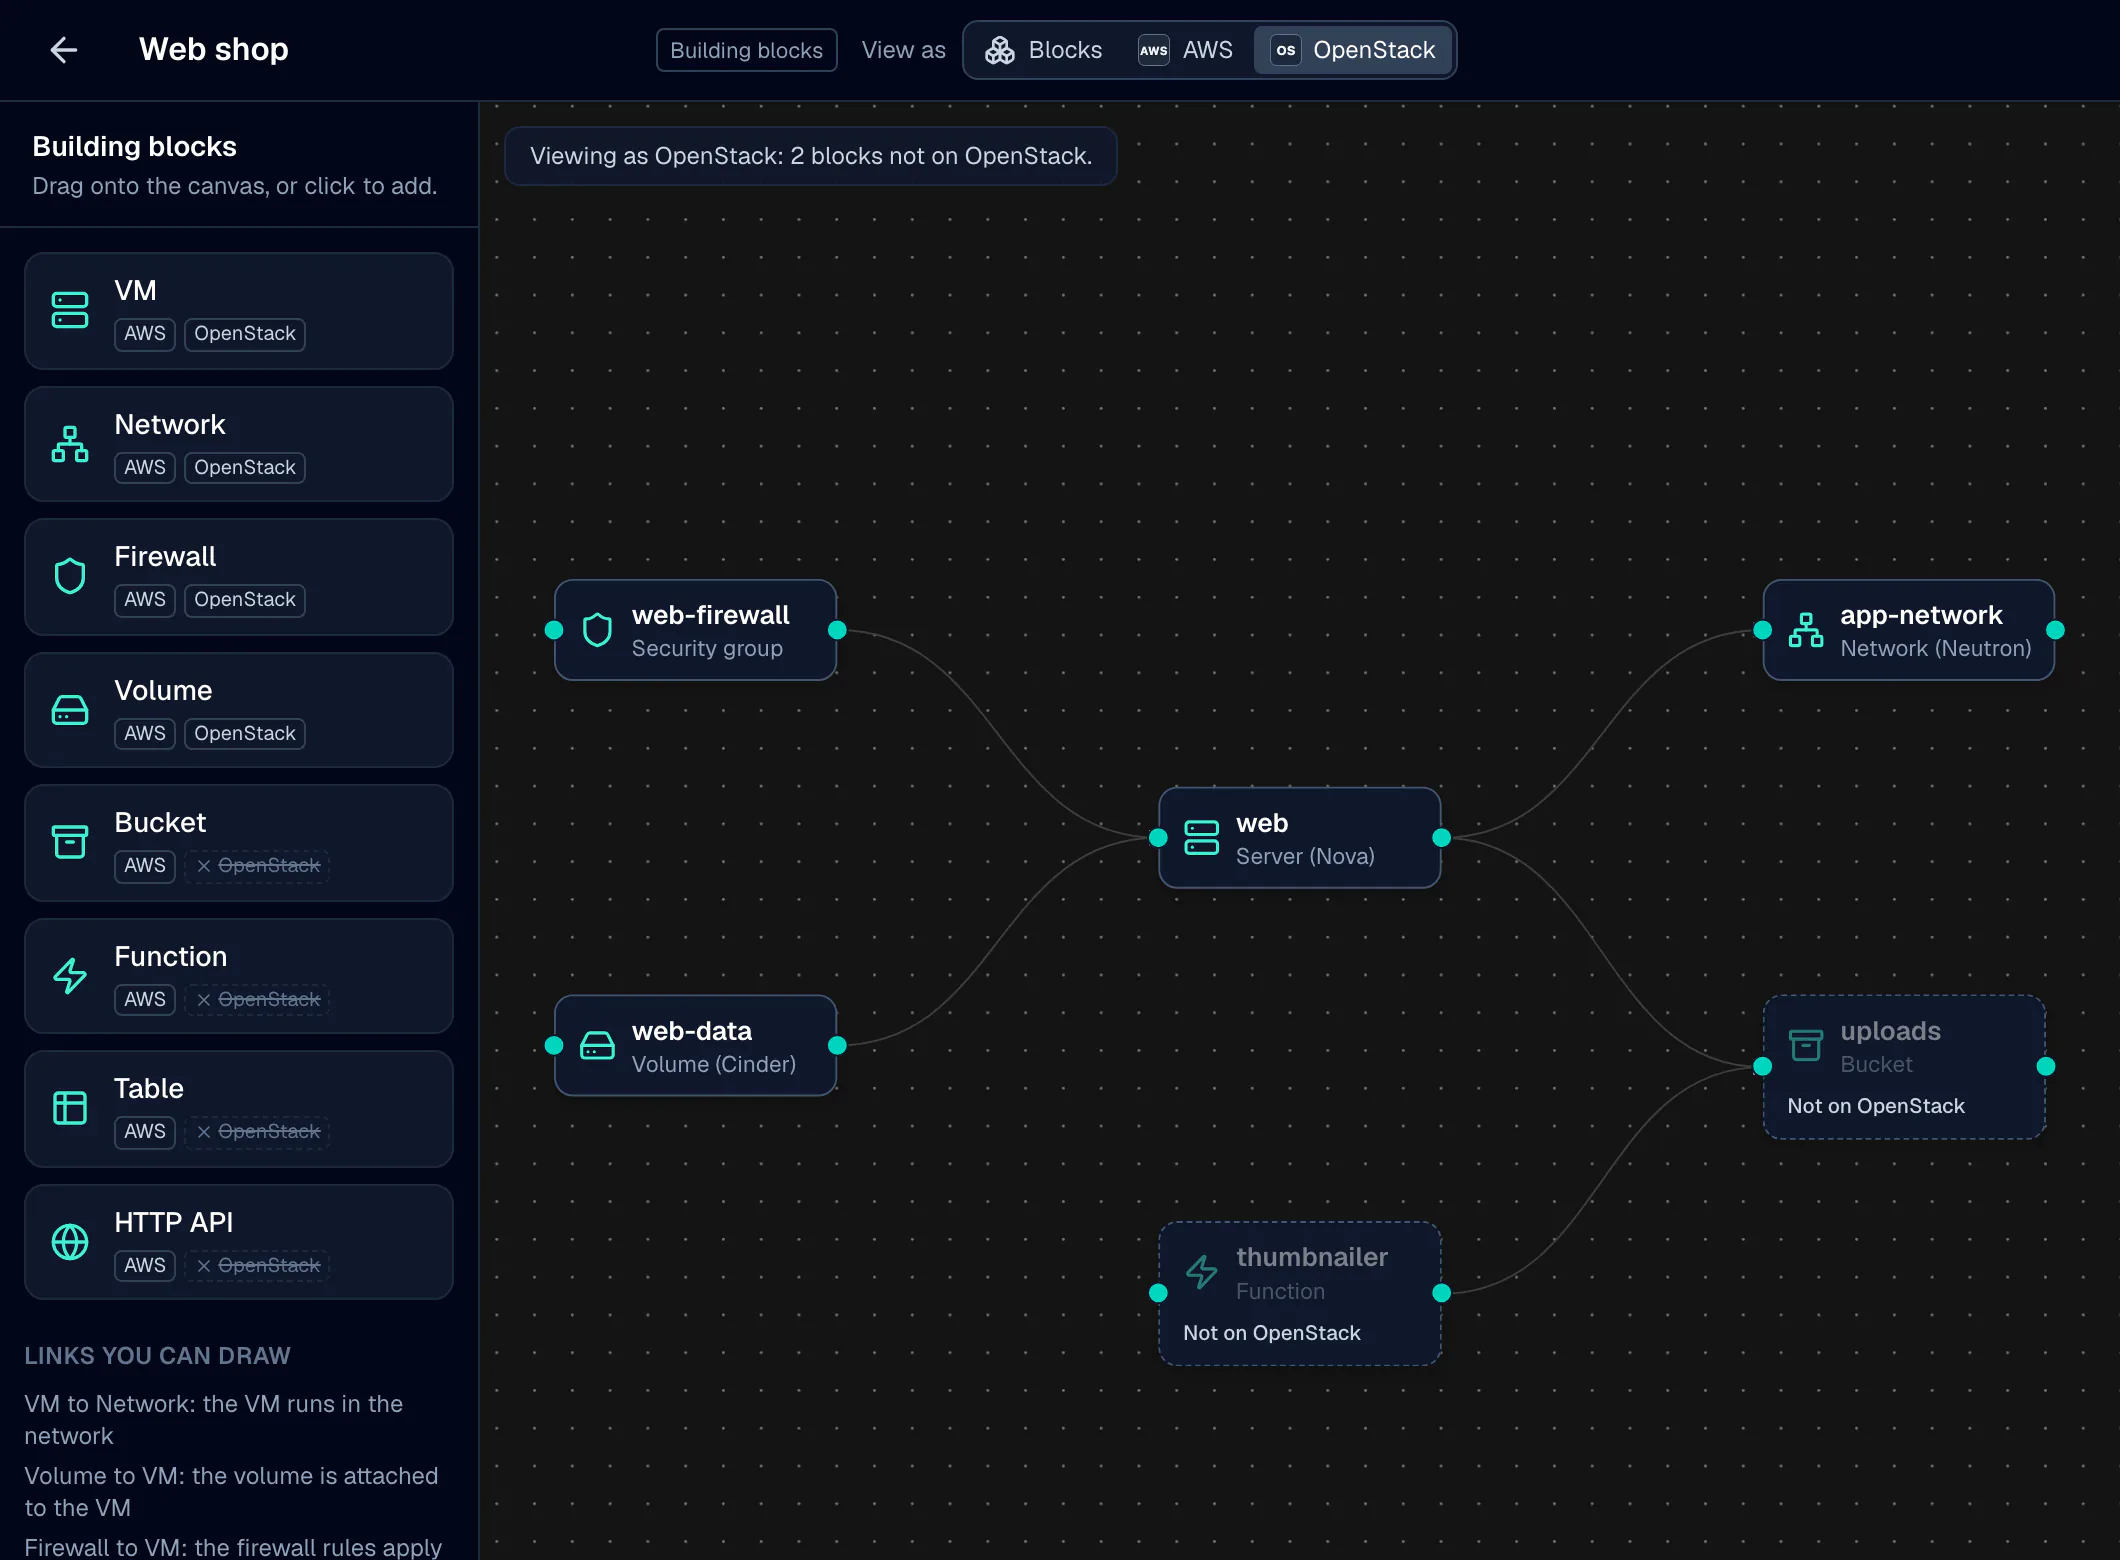 Web shop
Building blocks
View as
Blocks
AWS
AWS
OS
OpenStack
Building blocks
Drag onto the canvas, or click to add.
VM
AWS
OpenStack
Network
AWS
OpenStack
Firewall
AWS
OpenStack
Volume
AWS
OpenStack
Bucket
AWS
OpenStack
Function
AWS
OpenStack
Table
AWS
OpenStack
HTTP API
AWS
OpenStack
LINKS YOU CAN DRAW
VM to Network: the VM runs in the
network
Volume to VM: the volume is attached
to the VM
Firewall to VM: the firewall rules apply
Viewing as OpenStack: 2 blocks not on OpenStack.
web-firewall
Security group
app-network
Network (Neutron)
web
Server (Nova)
web-data
Volume (Cinder)
uploads
Bucket
Not on OpenStack
thumbnailer
Function
Not on OpenStack